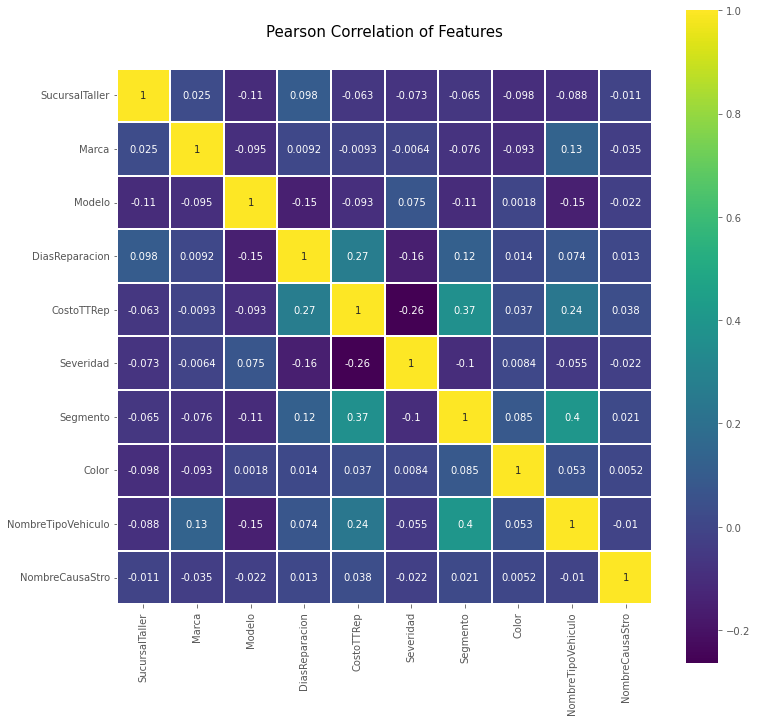 Pearson Correlation of Features
SucursalTaller 1 0.025 -0.11 0.098 -0.063 -0.073 -0.065 -0.098 -0.088 -0.011
Marca 0.025 1 -0.095 0.0092 -0.0093 -0.0064 -0.076 -0.093 0.13 -0.035
Modelo -0.11 -0.095 1 -0.15 -0.093 0.075 -0.11 0.0018 -0.15 -0.022
DiasReparacion 0.098 0.0092 -0.15 1 0.27 -0.16 0.12 0.014 0.074 0.013
CostoTTRep -0.063 -0.0093 -0.093 0.27 1 -0.26 0.37 0.037 0.24 0.038
Severidad -0.073 -0.0064 0.075 -0.16 -0.26 1 -0.1 0.0084 -0.055 -0.022
Segmento -0.065 -0.076 -0.11 0.12 0.37 -0.1 1 0.085 0.4 0.021
Color -0.098 -0.093 0.0018 0.014 0.037 0.0084 0.085 1 0.053 0.0052
NombreTipoVehiculo -0.088 0.13 -0.15 0.074 0.24 -0.055 0.4 0.053 1 -0.01
NombreCausaStro -0.011 -0.035 -0.022 0.013 0.038 -0.022 0.021 0.0052 -0.01 1
SucursalTaller
Marca
Modelo
DiasReparacion
CostoTTRep
Severidad
Segmento
Color
NombreTipoVehiculo
NombreCausaStro
1.0
0.8
0.6
0.4
0.2
0.0
−0.2